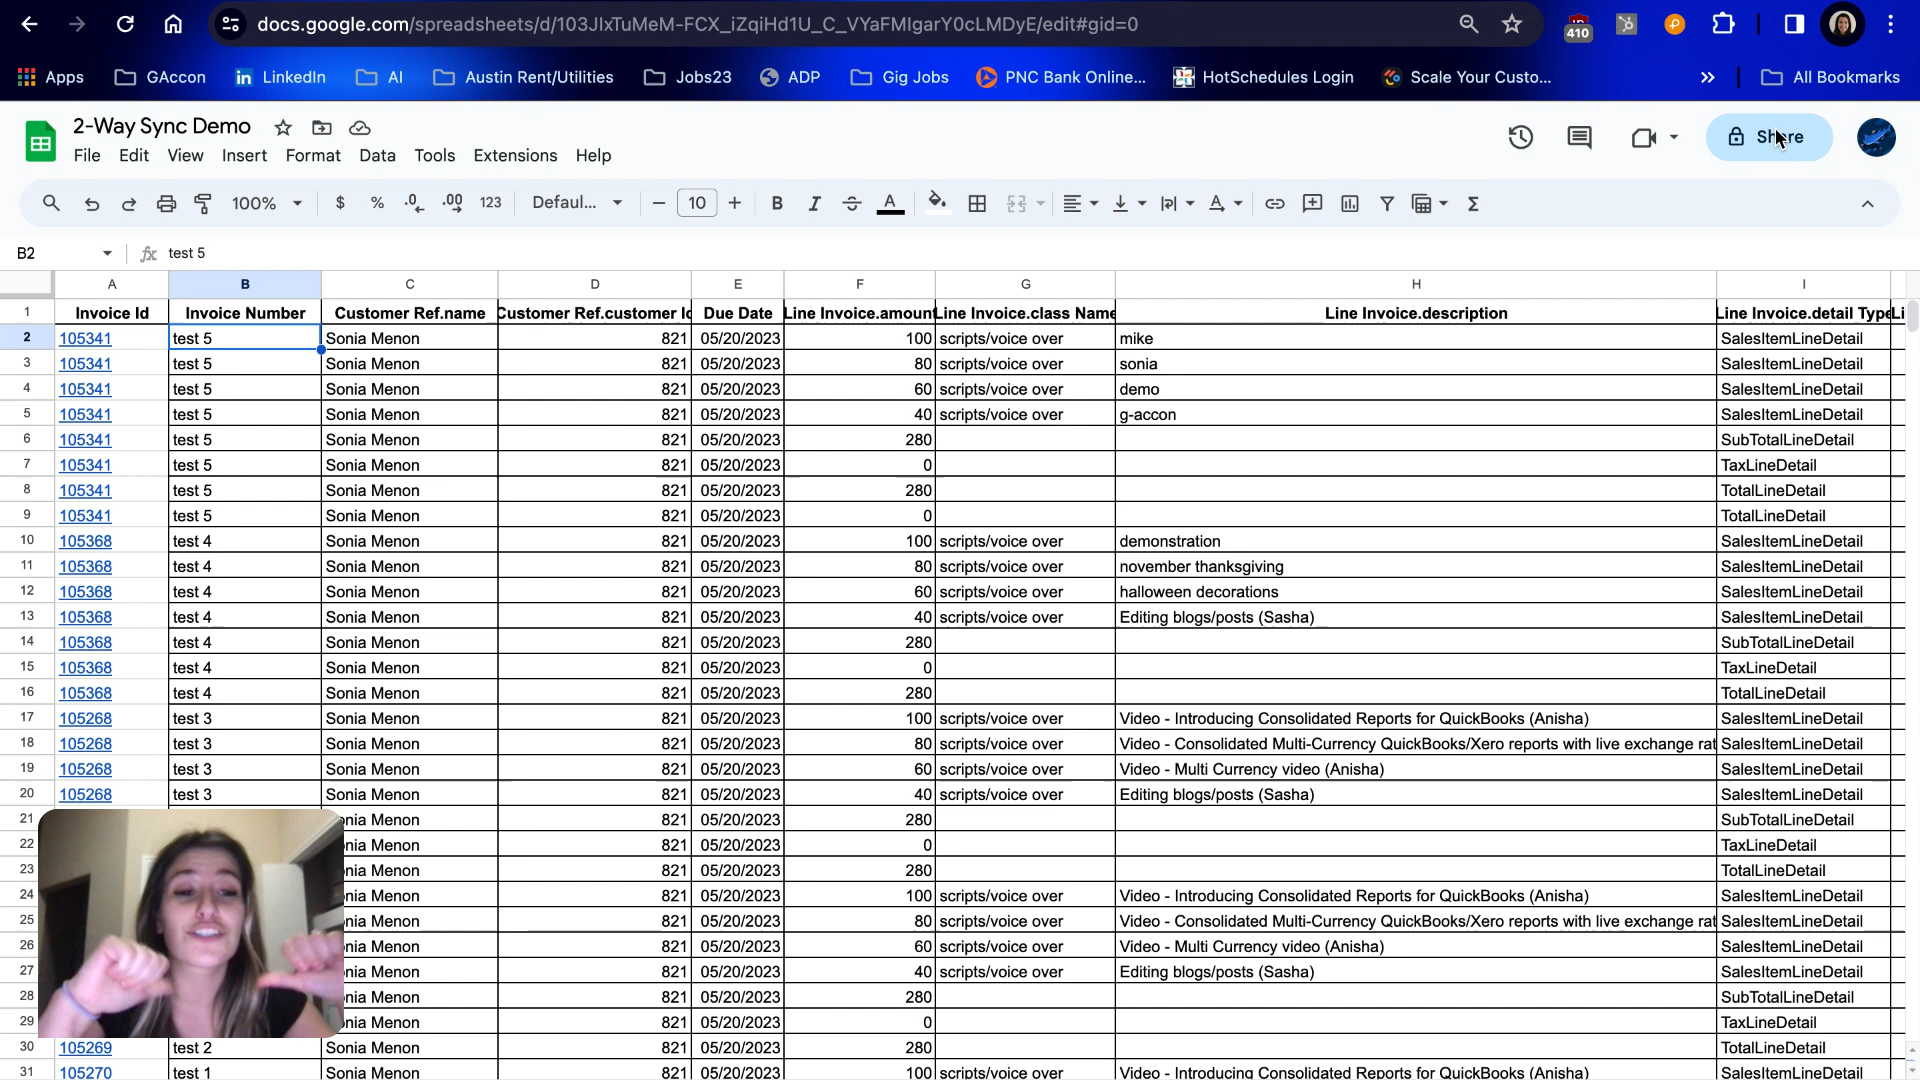 docs.google.com/spreadsheets/d/103JIxTuMeM-FCX_iZqiHd1U_C_VYaFMIgarY0cLMDyE/edit#gid=0
410
Apps GAccon LinkedIn AI Austin Rent/Utilities Jobs23 ADP Gig Jobs PNC Bank Online... HotSchedules Login Scale Your Custo... » All Bookmarks
2-Way Sync Demo
File Edit View Insert Format Data Tools Extensions Help
Share
100% $ % .0 .00 123 Defaul... 10 B I A Σ
B2 fx test 5
A B C D E F G H I
1 Invoice Id Invoice Number Customer Ref.name Customer Ref.customer Id Due Date Line Invoice.amount Line Invoice.class Name Line Invoice.description Line Invoice.detail Type Li
2 105341 test 5 Sonia Menon 821 05/20/2023 100 scripts/voice over mike SalesItemLineDetail
3 105341 test 5 Sonia Menon 821 05/20/2023 80 scripts/voice over sonia SalesItemLineDetail
4 105341 test 5 Sonia Menon 821 05/20/2023 60 scripts/voice over demo SalesItemLineDetail
5 105341 test 5 Sonia Menon 821 05/20/2023 40 scripts/voice over g-accon SalesItemLineDetail
6 105341 test 5 Sonia Menon 821 05/20/2023 280 SubTotalLineDetail
7 105341 test 5 Sonia Menon 821 05/20/2023 0 TaxLineDetail
8 105341 test 5 Sonia Menon 821 05/20/2023 280 TotalLineDetail
9 105341 test 5 Sonia Menon 821 05/20/2023 0 TotalLineDetail
10 105368 test 4 Sonia Menon 821 05/20/2023 100 scripts/voice over demonstration SalesItemLineDetail
11 105368 test 4 Sonia Menon 821 05/20/2023 80 scripts/voice over november thanksgiving SalesItemLineDetail
12 105368 test 4 Sonia Menon 821 05/20/2023 60 scripts/voice over halloween decorations SalesItemLineDetail
13 105368 test 4 Sonia Menon 821 05/20/2023 40 scripts/voice over Editing blogs/posts (Sasha) SalesItemLineDetail
14 105368 test 4 Sonia Menon 821 05/20/2023 280 SubTotalLineDetail
15 105368 test 4 Sonia Menon 821 05/20/2023 0 TaxLineDetail
16 105368 test 4 Sonia Menon 821 05/20/2023 280 TotalLineDetail
17 105268 test 3 Sonia Menon 821 05/20/2023 100 scripts/voice over Video - Introducing Consolidated Reports for QuickBooks (Anisha) SalesItemLineDetail
18 105268 test 3 Sonia Menon 821 05/20/2023 80 scripts/voice over Video - Consolidated Multi-Currency QuickBooks/Xero reports with live exchange rat SalesItemLineDetail
19 105268 test 3 Sonia Menon 821 05/20/2023 60 scripts/voice over Video - Multi Currency video (Anisha) SalesItemLineDetail
20 105268 test 3 Sonia Menon 821 05/20/2023 40 scripts/voice over Editing blogs/posts (Sasha) SalesItemLineDetail
21 onia Menon 821 05/20/2023 280 SubTotalLineDetail
22 onia Menon 821 05/20/2023 0 TaxLineDetail
23 onia Menon 821 05/20/2023 280 TotalLineDetail
24 onia Menon 821 05/20/2023 100 scripts/voice over Video - Introducing Consolidated Reports for QuickBooks (Anisha) SalesItemLineDetail
25 onia Menon 821 05/20/2023 80 scripts/voice over Video - Consolidated Multi-Currency QuickBooks/Xero reports with live exchange rat SalesItemLineDetail
26 onia Menon 821 05/20/2023 60 scripts/voice over Video - Multi Currency video (Anisha) SalesItemLineDetail
27 onia Menon 821 05/20/2023 40 scripts/voice over Editing blogs/posts (Sasha) SalesItemLineDetail
28 onia Menon 821 05/20/2023 280 SubTotalLineDetail
29 onia Menon 821 05/20/2023 0 TaxLineDetail
30 105269 test 2 Sonia Menon 821 05/20/2023 280 TotalLineDetail
31 105270 test 1 Sonia Menon 821 05/20/2023 100 scripts/voice over Video - Introducing Consolidated Reports for QuickBooks (Anisha) SalesItemLineDetail